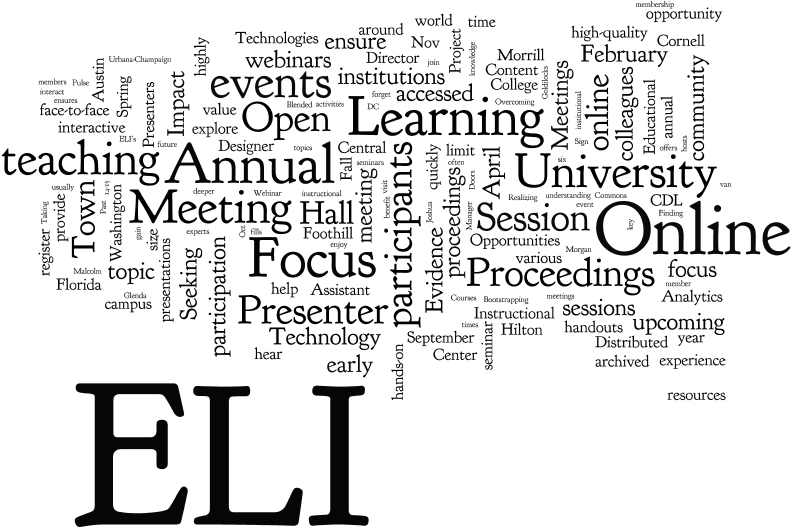 membership
opportunity
world
time
around
high-quality
Cornell
Technologies
ensure
Nov
Project
knowledge
highly
webinars
Director
join
Morrill
February
Urbana-Champaign
institutions
Content
Goldilocks
members
Pulse
Austin
events
College
Meetings
online
colleagues
Educational
community
interact
ensures
Spring
Presenters
Impact
forget
accessed
Overcoming
instructional
annual
face-to-face
value
Blended
activities
DC
Learning
interactive
ELI's
explore
Open
Sign
offers
hosts
future
Designer
topics
Fall
Central
quickly
limit
teaching
Annual
seminars
often
six
University
usually
deeper
Webinar
instructional
benefit
visit
participants
Doors
April
van
Taking
provide
Town
Past
14-15
Washington
Meeting
Hall
meeting
Joshua
proceedings
Manager
Realizing
understanding
Commons
event
CDL
Finding
Session
Online
key
register
gain
size
experts
Oct
fills
Foothill
enjoy
Evidence
Opportunities
various
Morgan
Malcolm
topic
presentations
Seeking
participation
Focus
Proceedings
focus
member
Florida
Glenda
campus
help
Assistant
Courses
Bootstrapping
meetings
Analytics
Presenter
Instructional
sessions
times
Hilton
handouts
upcoming
Technology
September
seminar
Distributed
year
hear
early
hands-on
Center
archived
experience
resources
ELI